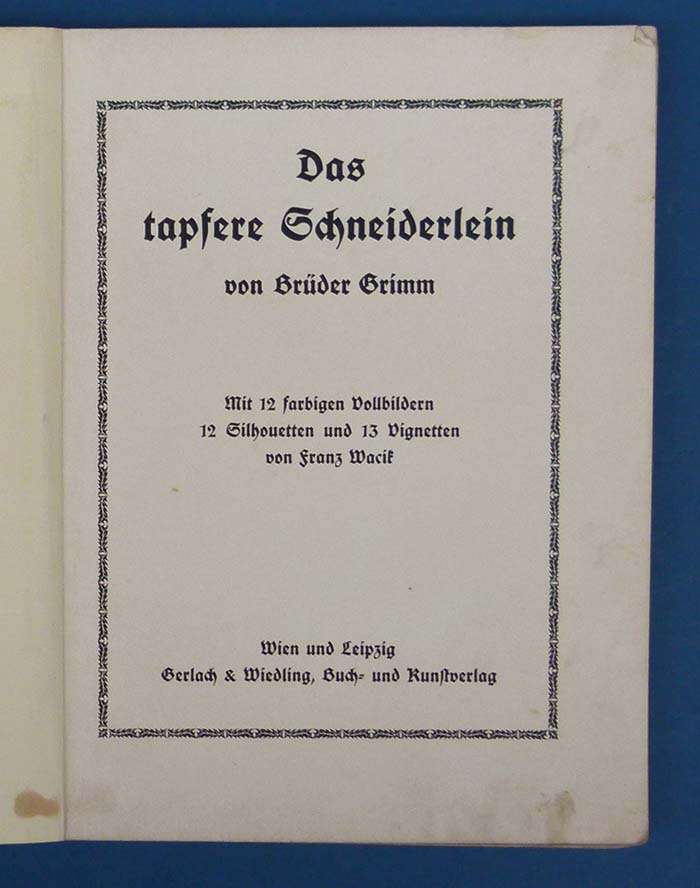 Das
tapfere Schneiderlein
von Brüder Grimm
Mit 12 farbigen Vollbildern
12 Silhouetten und 13 Vignetten
von Franz Wacik
Wien und Leipzig
Gerlach & Wiedling, Buch- und Kunstverlag